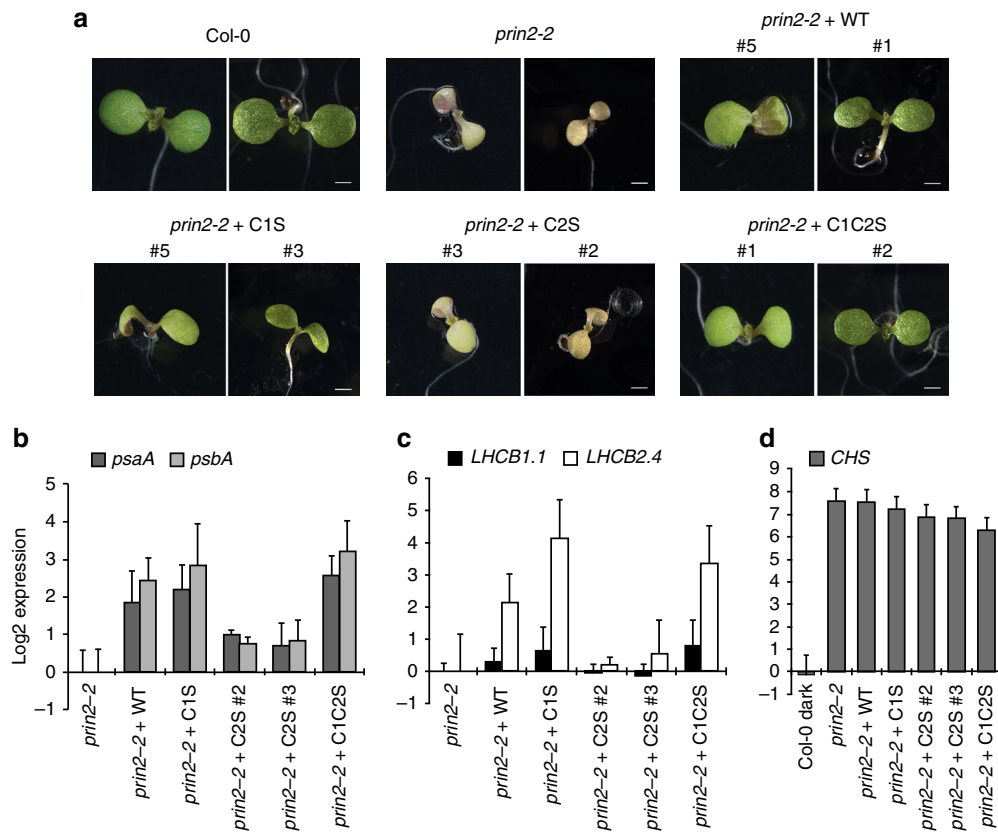 a
Col-0
prin2-2
prin2-2 + WT
#5 #1
prin2-2 + C1S
#5 #3
prin2-2 + C2S
#3 #2
prin2-2 + C1C2S
#1 #2
b
psaA psbA
Log2 expression
5
4
3
2
1
0
–1
prin2–2
prin2–2 + WT
prin2–2 + C1S
prin2–2 + C2S #2
prin2–2 + C2S #3
prin2–2 + C1C2S
c
LHCB1.1 LHCB2.4
6
5
4
3
2
1
0
–1
prin2–2
prin2–2 + WT
prin2–2 + C1S
prin2–2 + C2S #2
prin2–2 + C2S #3
prin2–2 + C1C2S
d
CHS
9
8
7
6
5
4
3
2
1
0
–1
Col-0 dark
prin2–2
prin2–2 + WT
prin2–2 + C1S
prin2–2 + C2S #2
prin2–2 + C2S #3
prin2–2 + C1C2S